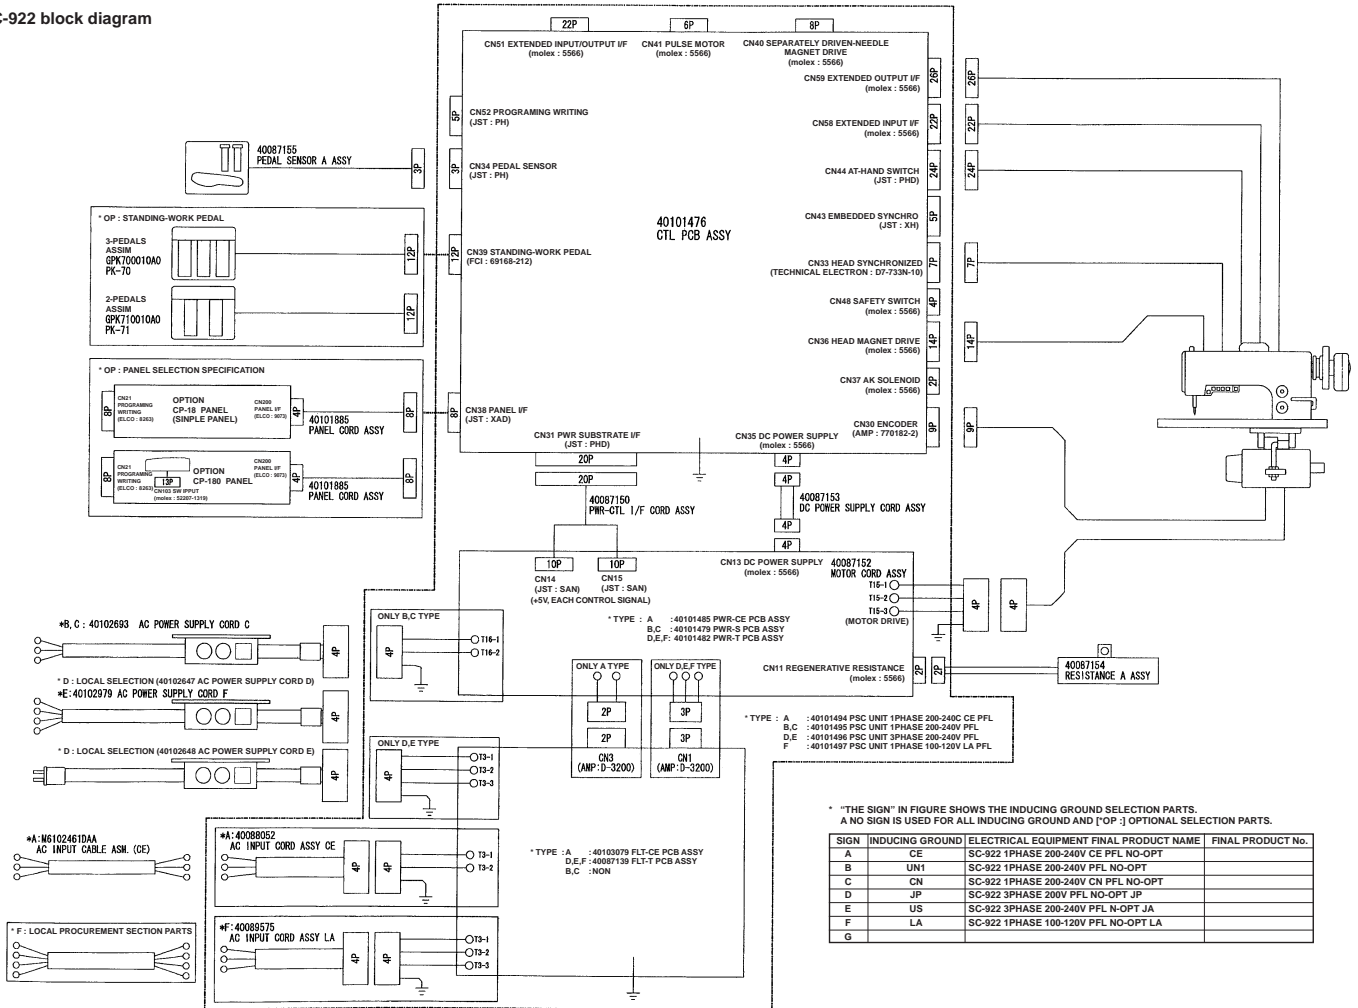 C-922 block diagram
22P
6P
8P
CN51 EXTENDED INPUT/OUTPUT I/F
(molex : 5566)
CN41 PULSE MOTOR
(molex : 5566)
CN40 SEPARATELY DRIVEN-NEEDLE
MAGNET DRIVE
(molex : 5566)
CN59 EXTENDED OUTPUT I/F
(molex : 5566)
26P
26P
CN52 PROGRAMING WRITING
(JST : PH)
5P
CN58 EXTENDED INPUT I/F
(molex : 5566)
22P
22P
40087155
PEDAL SENSOR A ASSY
3P
3P
CN34 PEDAL SENSOR
(JST : PH)
CN44 AT-HAND SWITCH
(JST : PHD)
24P
24P
* OP : STANDING-WORK PEDAL
3-PEDALS
ASSIM
GPK700010A0
PK-70
12P
12P
CN39 STANDING-WORK PEDAL
(FCI : 69168-212)
2-PEDALS
ASSIM
GPK710010A0
PK-71
12P
40101476
CTL PCB ASSY
CN43 EMBEDDED SYNCHRO
(JST : XH)
5P
CN33 HEAD SYNCHRONIZED
(TECHNICAL ELECTRON : D7-733N-10)
7P
7P
CN48 SAFETY SWITCH
(molex : 5566)
4P
CN36 HEAD MAGNET DRIVE
(molex : 5566)
14P
14P
CN37 AK SOLENOID
(molex : 5566)
2P
CN30 ENCODER
(AMP : 770182-2)
9P
9P
* OP : PANEL SELECTION SPECIFICATION
8P
CN21
PROGRAMING
WRITING
(ELCO : 8263)
OPTION
CP-18 PANEL
(SINPLE PANEL)
CN200
PANEL I/F
(ELCO : 9073)
4P
40101885
PANEL CORD ASSY
8P
8P
CN38 PANEL I/F
(JST : XAD)
8P
CN21
PROGRAMING
WRITING
(ELCO : 8263)
13P
CN103 SW IPPUT
(molex : 52207-1319)
OPTION
CP-180 PANEL
CN200
PANEL I/F
(ELCO : 9073)
4P
40101885
PANEL CORD ASSY
8P
CN31 PWR SUBSTRATE I/F
(JST : PHD)
20P
20P
CN35 DC POWER SUPPLY
(molex : 5566)
4P
4P
40087150
PWR-CTL I/F CORD ASSY
40087153
DC POWER SUPPLY CORD ASSY
4P
4P
10P
10P
CN14
(JST : SAN)
CN15
(JST : SAN)
(+5V, EACH CONTROL SIGNAL)
CN13 DC POWER SUPPLY
(molex : 5566)
40087152
MOTOR CORD ASSY
T15-1
T15-2
T15-3
(MOTOR DRIVE)
4P
4P
* TYPE : A :40101485 PWR-CE PCB ASSY
B,C :40101479 PWR-S PCB ASSY
D,E,F: 40101482 PWR-T PCB ASSY
ONLY B,C TYPE
4P
T16-1
T16-2
*B, C : 40102693 AC POWER SUPPLY CORD C
4P
* D : LOCAL SELECTION (40102647 AC POWER SUPPLY CORD D)
*E:40102979 AC POWER SUPPLY CORD F
4P
* D : LOCAL SELECTION (40102648 AC POWER SUPPLY CORD E)
4P
ONLY A TYPE
2P
2P
CN3
(AMP:D-3200)
ONLY D,E,F TYPE
3P
3P
CN1
(AMP:D-3200)
CN11 REGENERATIVE RESISTANCE
(molex : 5566)
2P
2P
40087154
RESISTANCE A ASSY
* TYPE : A :40101494 PSC UNIT 1PHASE 200-240C CE PFL
B,C :40101495 PSC UNIT 1PHASE 200-240V PFL
D,E :40101496 PSC UNIT 3PHASE 200-240V PFL
F :40101497 PSC UNIT 1PHASE 100-120V LA PFL
ONLY D,E TYPE
4P
T3-1
T3-2
T3-3
*A:M6102461DAA
AC INPUT CABLE ASM. (CE)
*A:40088052
AC INPUT CORD ASSY CE
4P
4P
T3-1
T3-2
* TYPE :A :40103079 FLT-CE PCB ASSY
D,E,F :40087139 FLT-T PCB ASSY
B,C :NON
* F : LOCAL PROCUREMENT SECTION PARTS
*F:40089575
AC INPUT CORD ASSY LA
4P
4P
T3-1
T3-2
T3-3
* "THE SIGN" IN FIGURE SHOWS THE INDUCING GROUND SELECTION PARTS.
A NO SIGN IS USED FOR ALL INDUCING GROUND AND [*OP :] OPTIONAL SELECTION PARTS.
SIGN INDUCING GROUND ELECTRICAL EQUIPMENT FINAL PRODUCT NAME FINAL PRODUCT No.
A CE SC-922 1PHASE 200-240V CE PFL NO-OPT
B UN1 SC-922 1PHASE 200-240V PFL NO-OPT
C CN SC-922 1PHASE 200-240V CN PFL NO-OPT
D JP SC-922 3PHASE 200V PFL NO-OPT JP
E US SC-922 3PHASE 200-240V PFL N-OPT JA
F LA SC-922 1PHASE 100-120V PFL NO-OPT LA
G